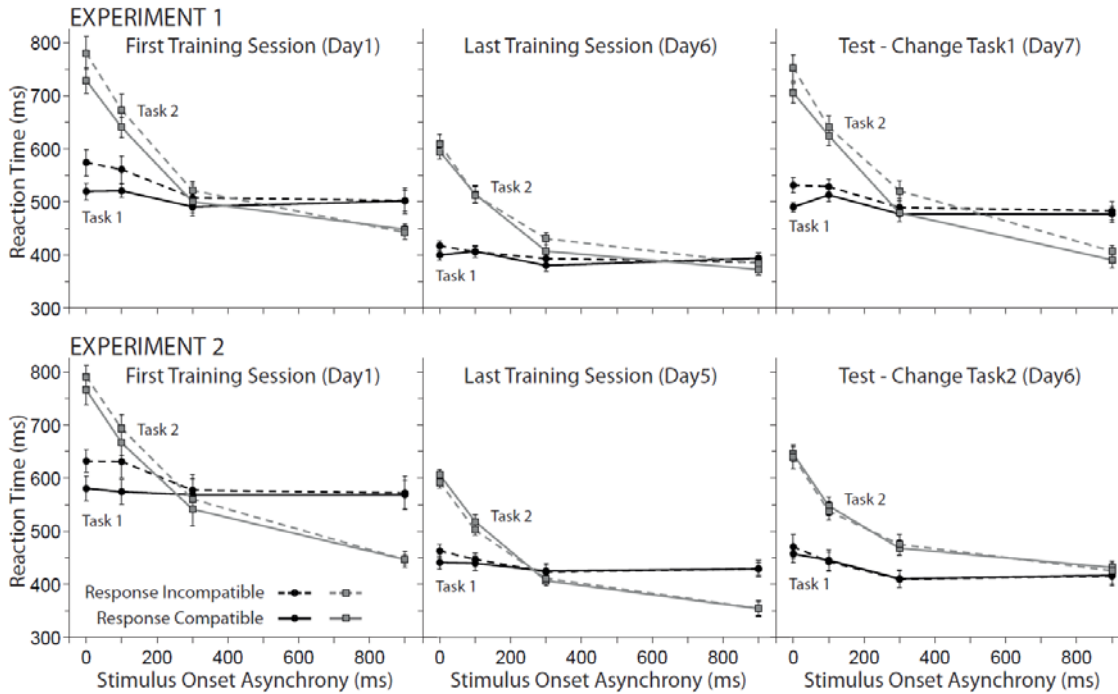 EXPERIMENT 1
First Training Session (Day1)
Last Training Session (Day6)
Test - Change Task1 (Day7)
Reaction Time (ms)
800
700
600
500
400
300
Task 2
Task 1
Task 2
Task 1
Task 2
Task 1
EXPERIMENT 2
First Training Session (Day1)
Last Training Session (Day5)
Test - Change Task2 (Day6)
Reaction Time (ms)
800
700
600
500
400
300
Task 2
Task 1
Task 2
Task 1
Task 2
Task 1
Response Incompatible
Response Compatible
0 200 400 600 800
0 200 400 600 800
0 200 400 600 800
Stimulus Onset Asynchrony (ms)
Stimulus Onset Asynchrony (ms)
Stimulus Onset Asynchrony (ms)